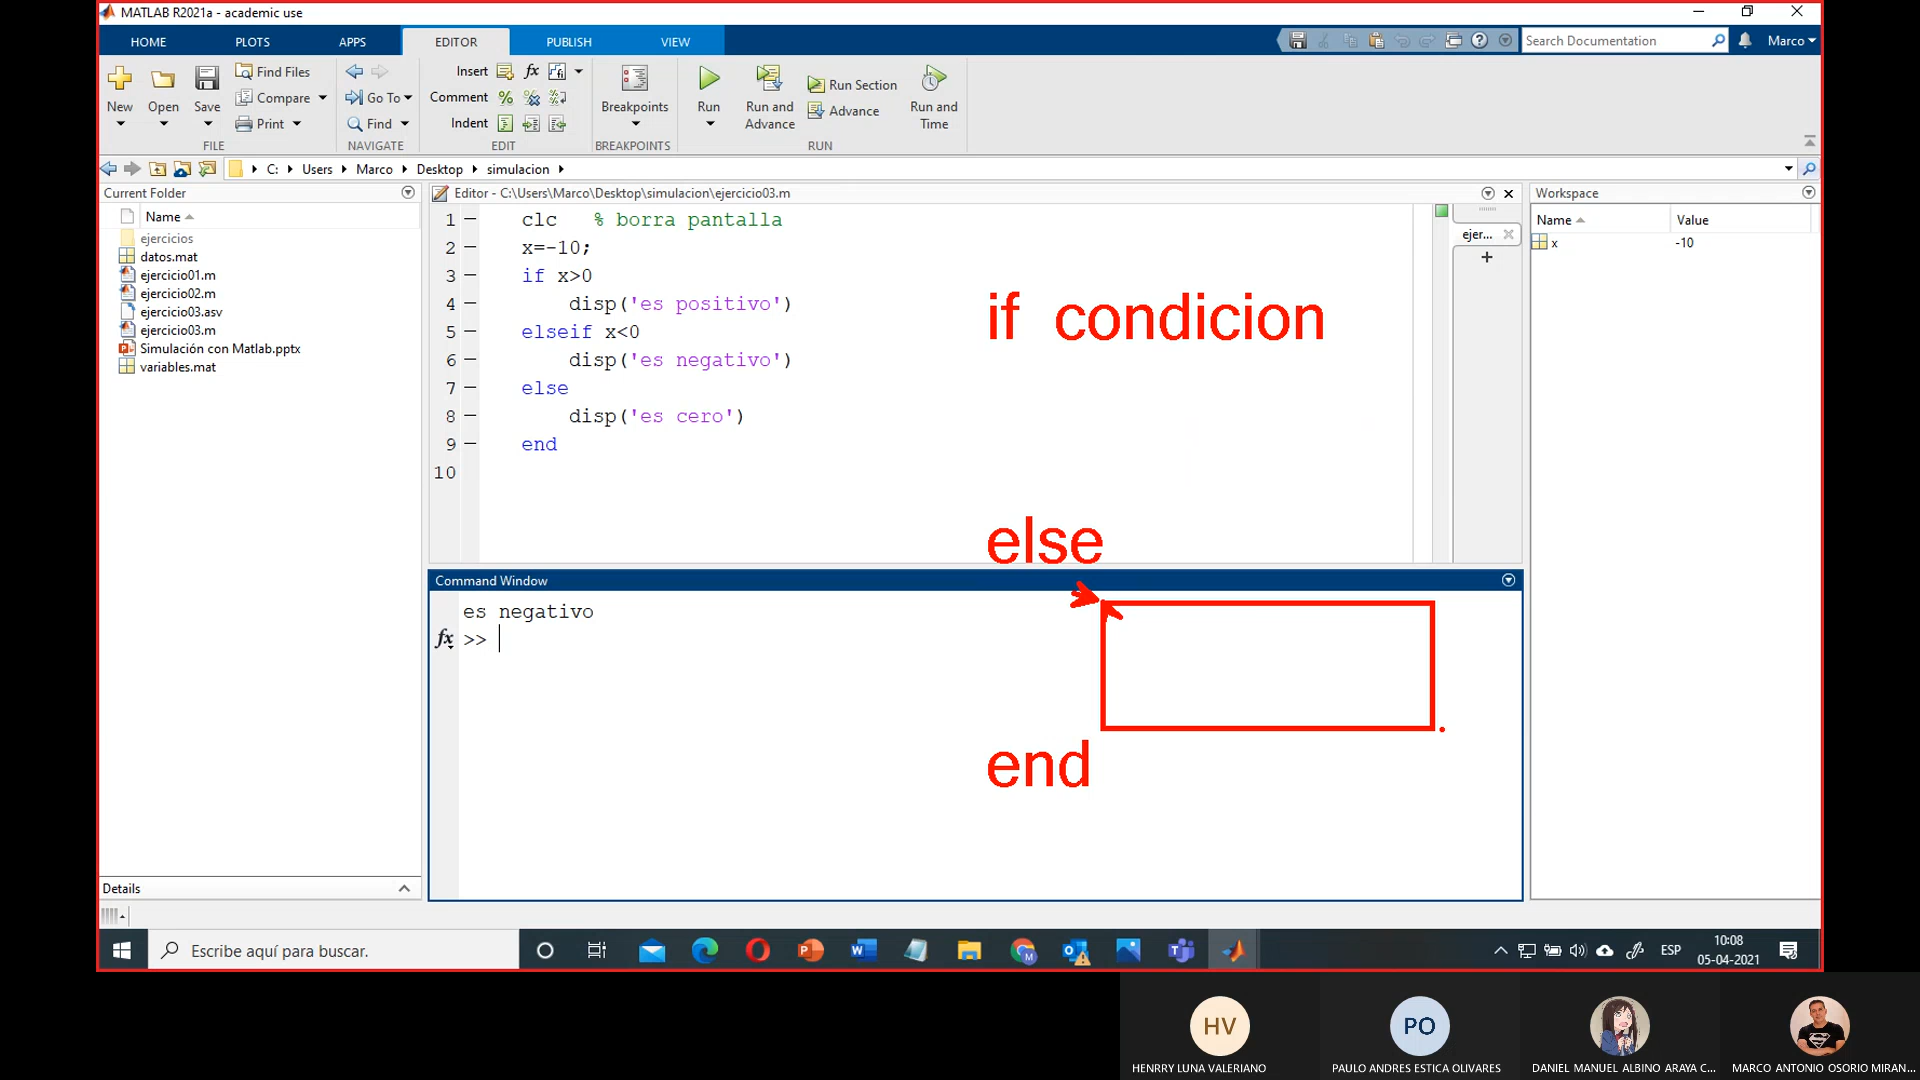 MATLAB R2021a - academic use
HOME PLOTS APPS EDITOR PUBLISH VIEW
Search Documentation
Marco
New
Open
Save
Find Files
Compare
Print
FILE
Go To
Find
NAVIGATE
Insert
Comment
Indent
EDIT
Breakpoints
BREAKPOINTS
Run
Run and Advance
Run Section
Advance
Run and Time
RUN
C: Users Marco Desktop simulacion
Current Folder
Name
ejercicios
datos.mat
ejercicio01.m
ejercicio02.m
ejercicio03.asv
ejercicio03.m
Simulación con Matlab.pptx
variables.mat
Details
Editor - C:\Users\Marco\Desktop\simulacion\ejercicio03.m
ejer...
1 clc % borra pantalla
2 x=-10;
3 if x>0
4 disp('es positivo')
5 elseif x<0
6 disp('es negativo')
7 else
8 disp('es cero')
9 end
10
if condicion
else
end
Command Window
es negativo
fx >>
Workspace
Name Value
x -10
Escribe aquí para buscar.
ESP
10:08
05-04-2021
HV
HENRRY LUNA VALERIANO
PO
PAULO ANDRES ESTICA OLIVARES
DANIEL MANUEL ALBINO ARAYA C...
MARCO ANTONIO OSORIO MIRAN...